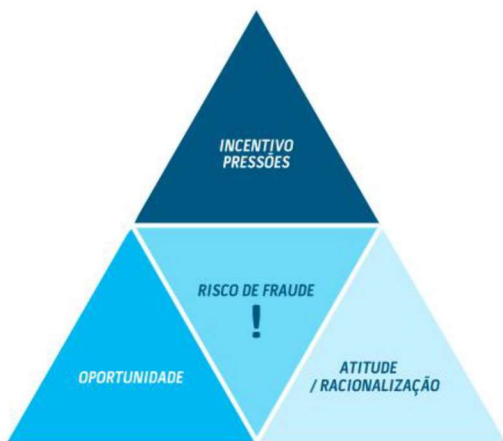 INCENTIVO
PRESSÕES
RISCO DE FRAUDE
!
OPORTUNIDADE
ATITUDE
/ RACIONALIZAÇÃO